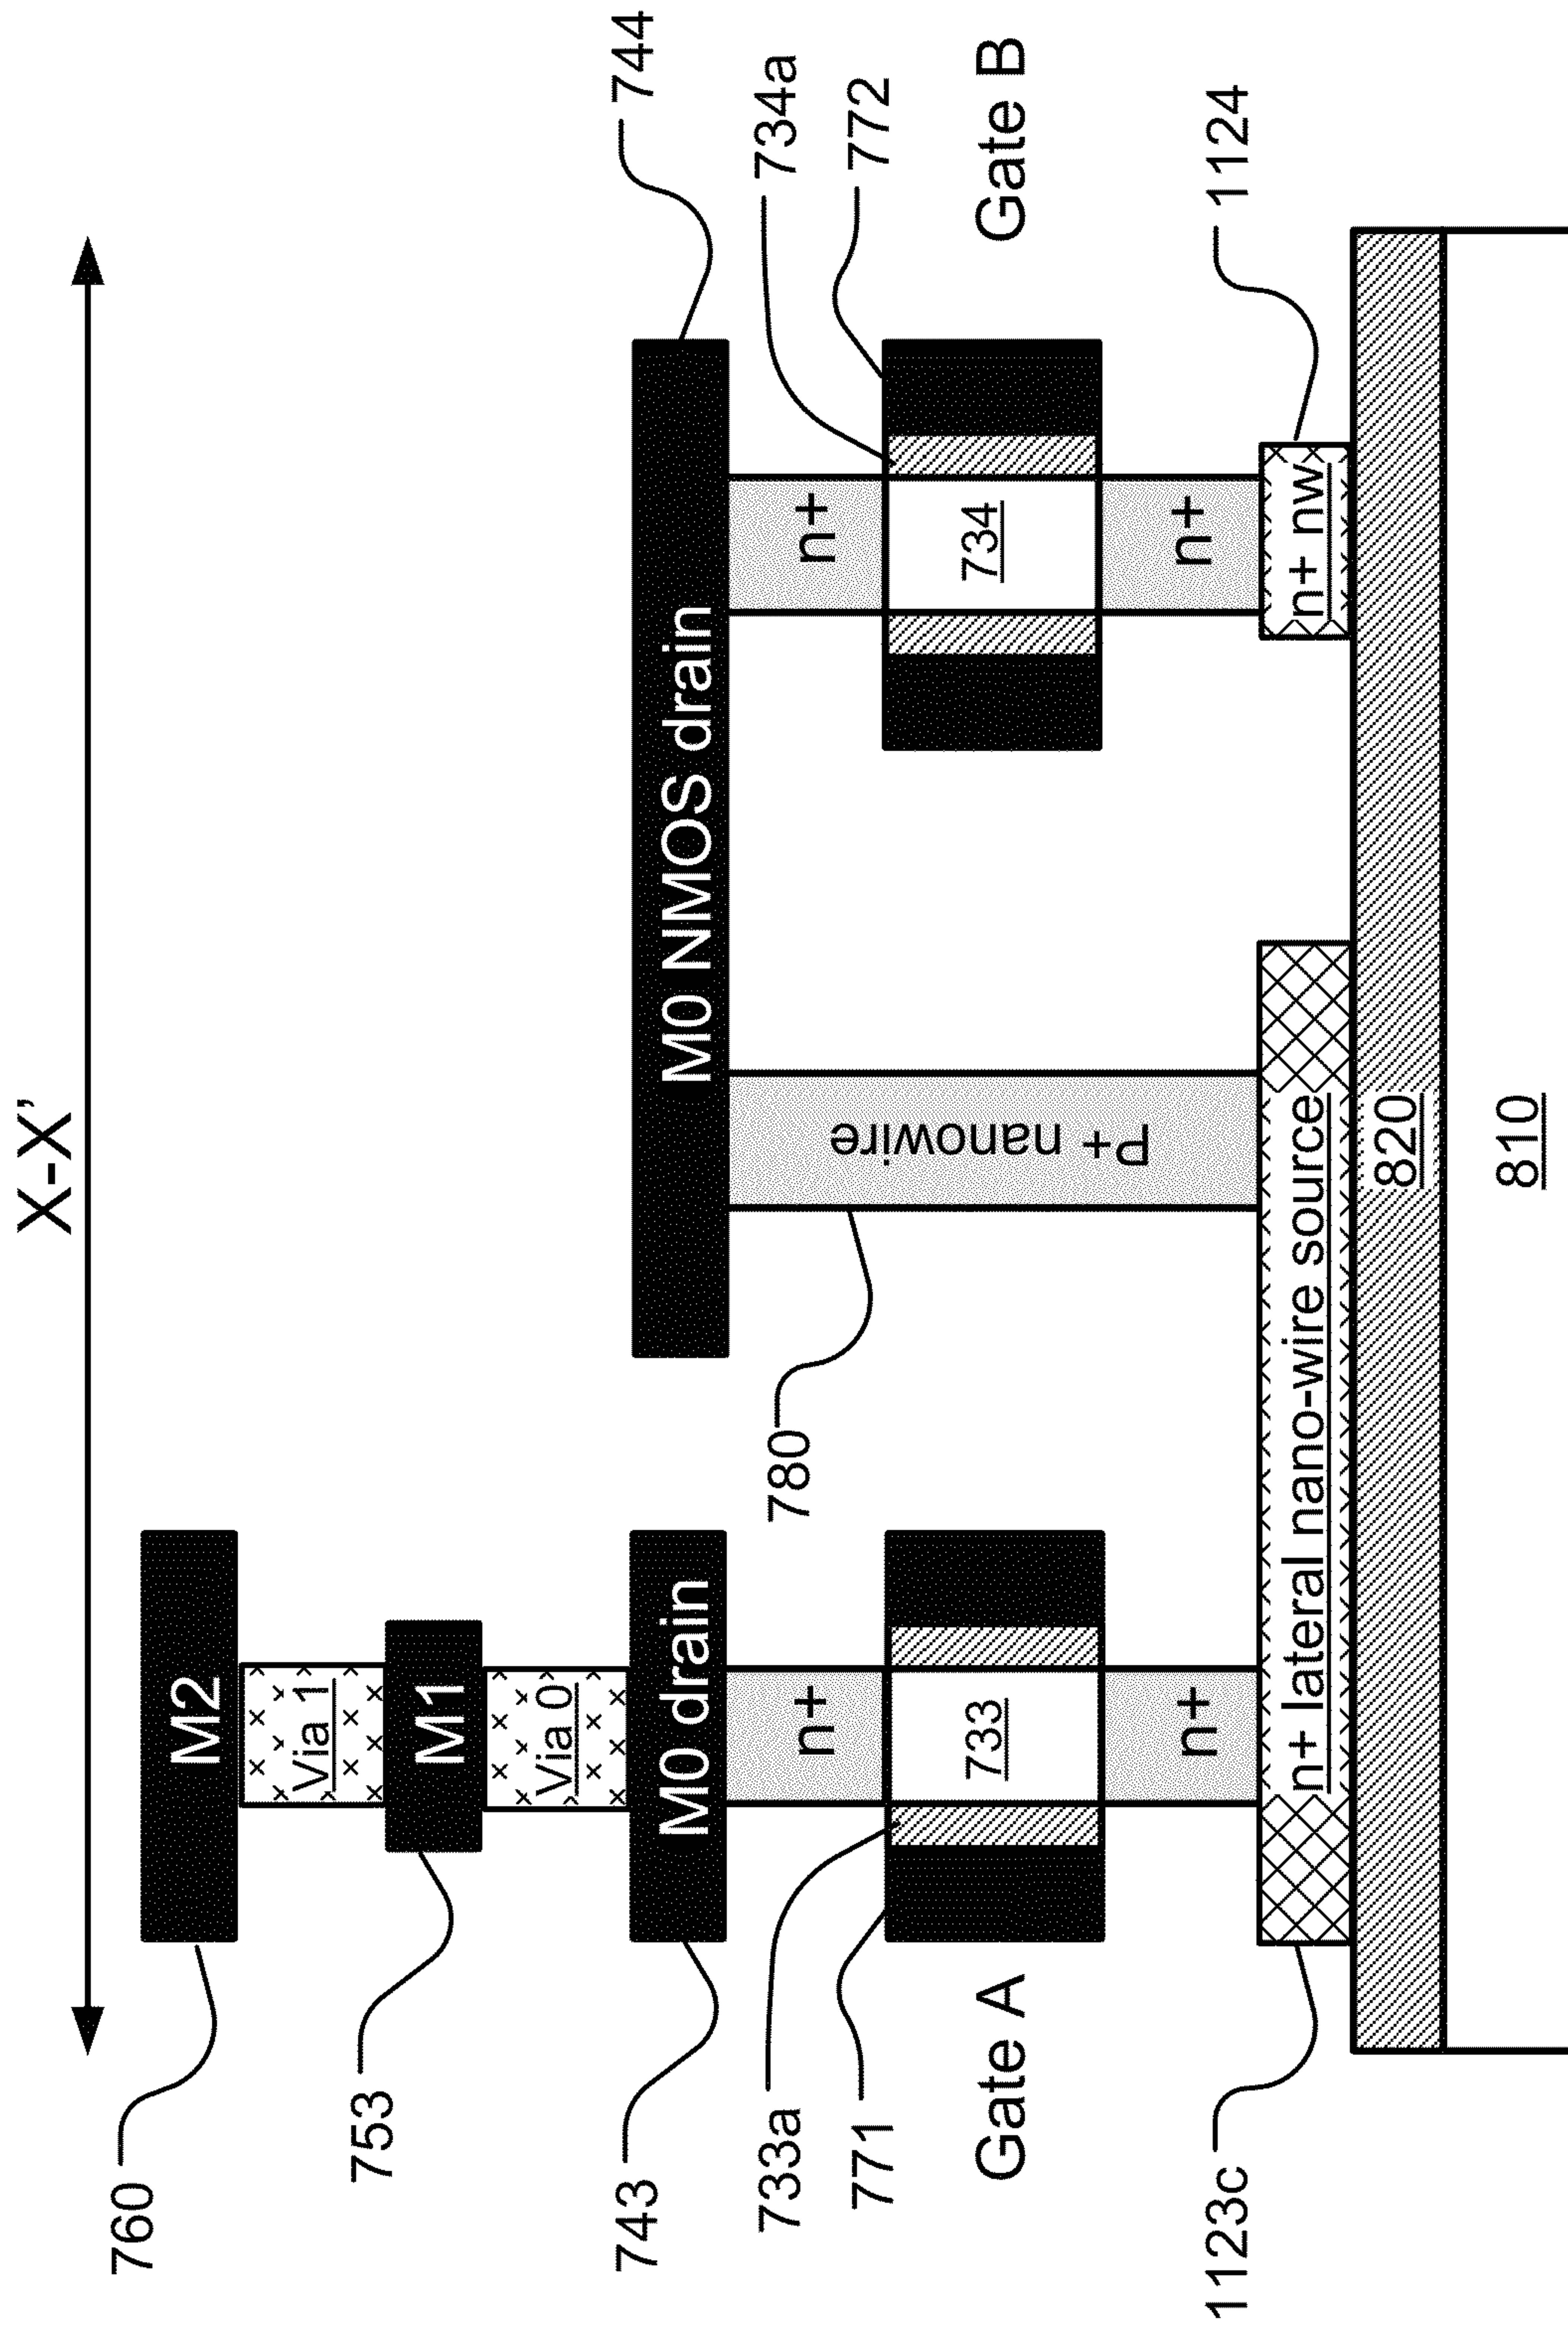 X-X'
760
M2
Via 1
753
M1
Via 0
743
M0 drain
M0 NMOS drain
744
733a
n+
780
n+
734a
771
772
Gate A
733
P+ nanowire
734
Gate B
n+
n+
1123c
n+ lateral nano-wire source
n+ nw
1124
820
810